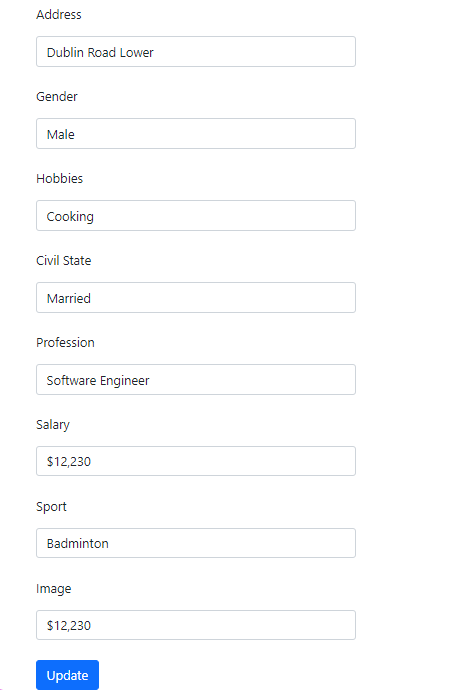 Address
Dublin Road Lower
Gender
Male
Hobbies
Cooking
Civil State
Married
Profession
Software Engineer
Salary
$12,230
Sport
Badminton
Image
$12,230
Update